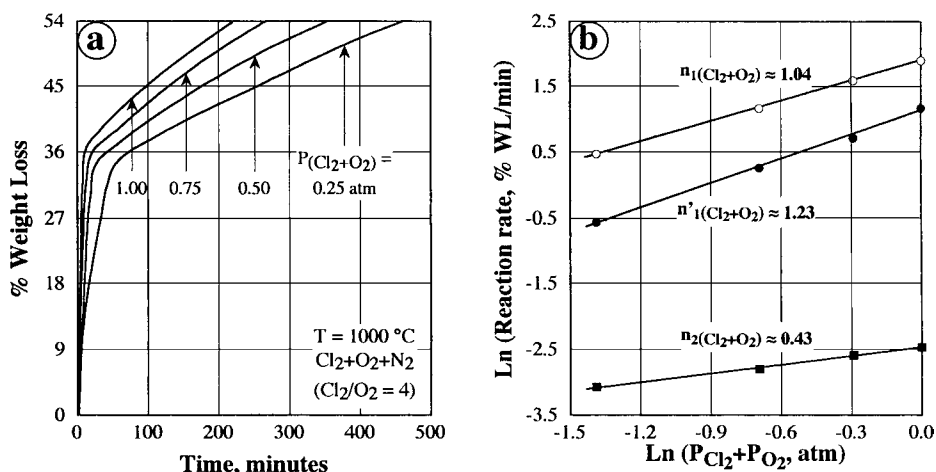 a
% Weight Loss
54
45
36
27
18
9
0
P(Cl2+O2) =
1.00 0.75 0.50 0.25 atm
T = 1000 °C
Cl2+O2+N2
(Cl2/O2 = 4)
0 100 200 300 400 500
Time, minutes
b
Ln (Reaction rate, % WL/min)
2.5
1.5
0.5
-0.5
-1.5
-2.5
-3.5
n1(Cl2+O2) ≈ 1.04
n'1(Cl2+O2) ≈ 1.23
n2(Cl2+O2) ≈ 0.43
-1.5 -1.2 -0.9 -0.6 -0.3 0.0
Ln (PCl2+PO2, atm)